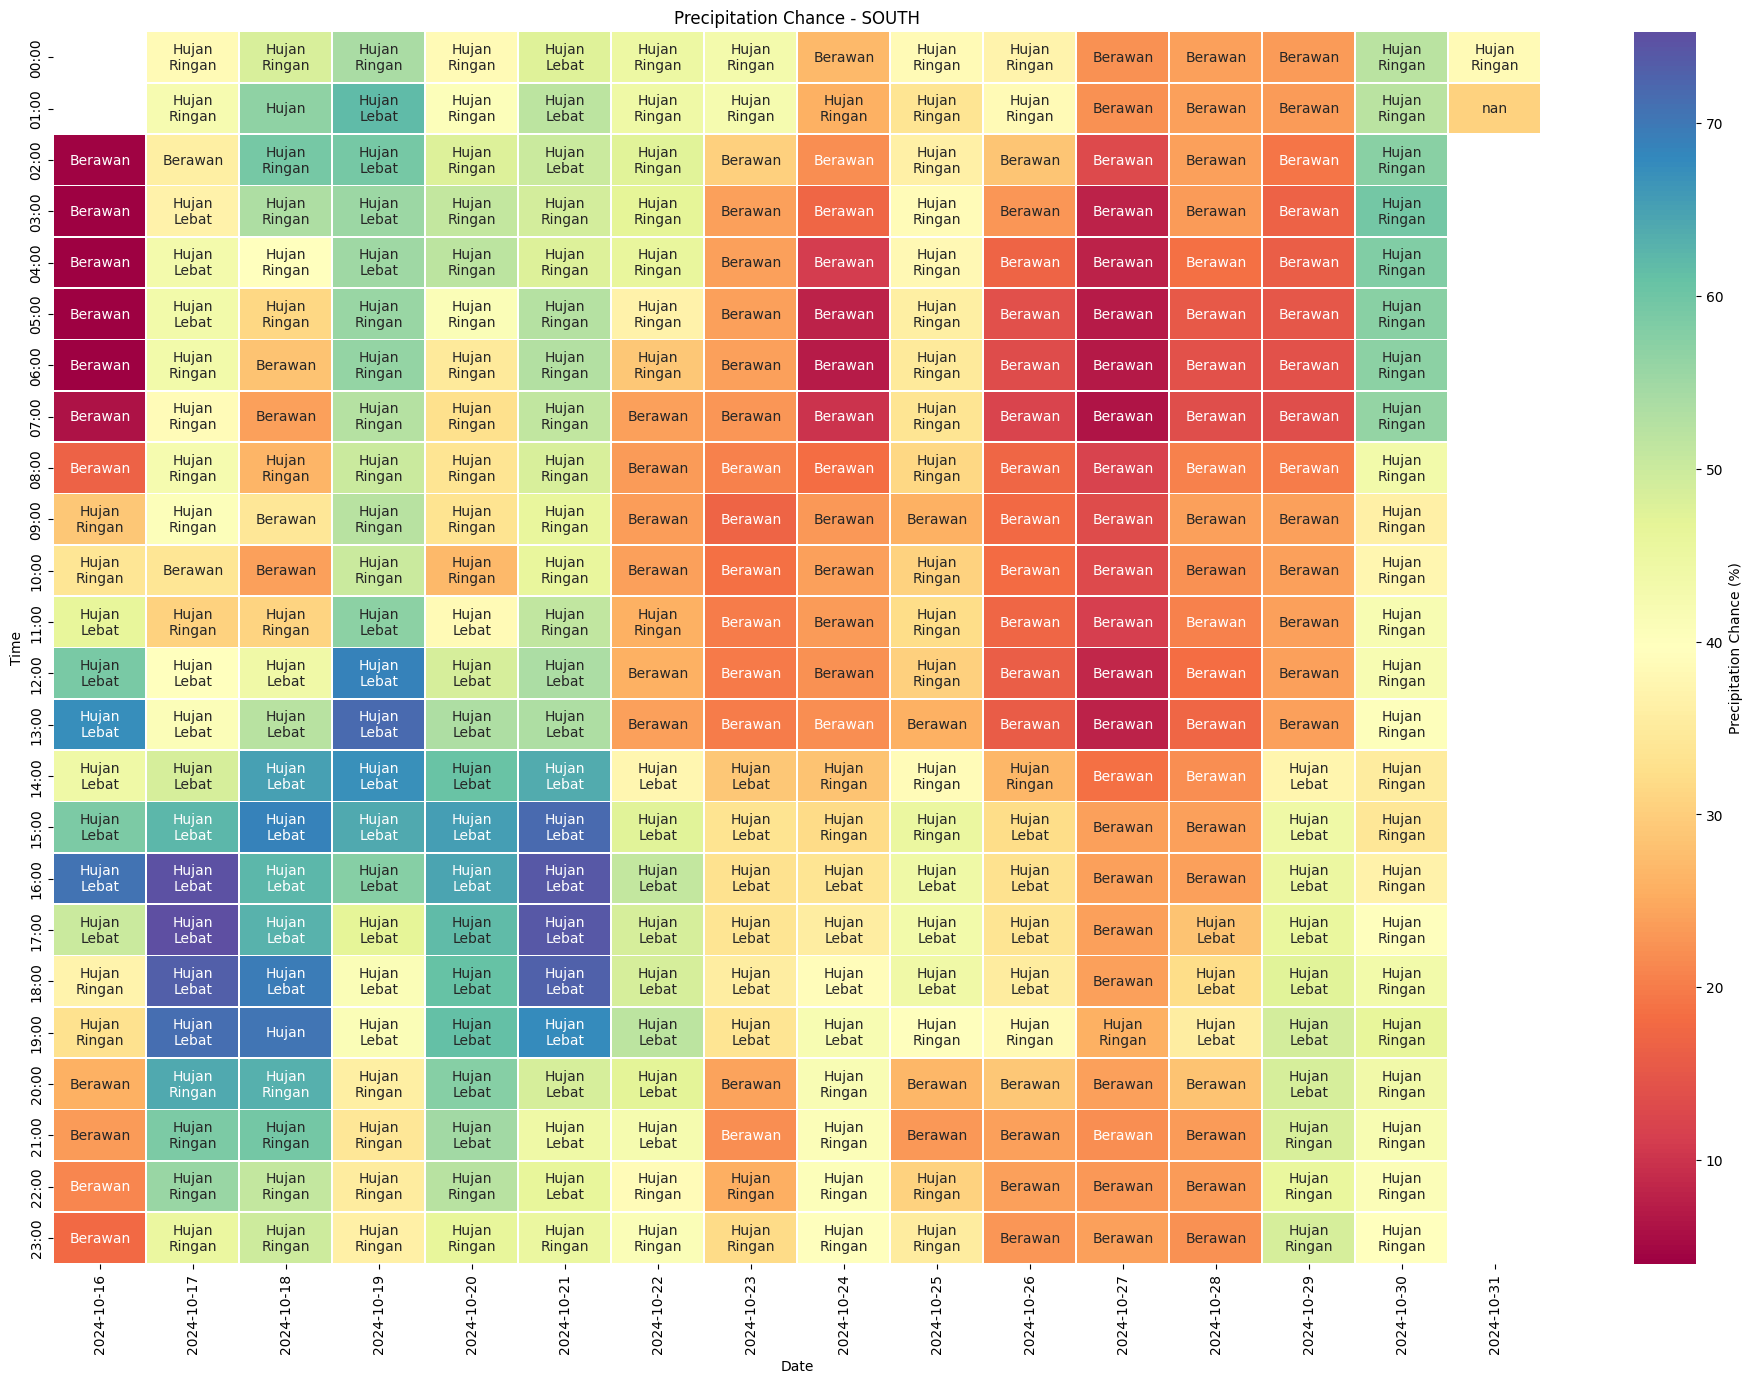 Precipitation Chance - SOUTH
00:00 Hujan Ringan Hujan Ringan Hujan Ringan Hujan Ringan Hujan Lebat Hujan Ringan Hujan Ringan Berawan Hujan Ringan Hujan Ringan Berawan Berawan Berawan Hujan Ringan Hujan Ringan
01:00 Hujan Ringan Hujan Hujan Lebat Hujan Ringan Hujan Lebat Hujan Ringan Hujan Ringan Hujan Ringan Hujan Ringan Hujan Ringan Berawan Berawan Berawan Hujan Ringan nan
02:00 Berawan Berawan Hujan Ringan Hujan Lebat Hujan Ringan Hujan Lebat Hujan Ringan Berawan Berawan Hujan Ringan Berawan Berawan Berawan Berawan Hujan Ringan
03:00 Berawan Hujan Lebat Hujan Ringan Hujan Lebat Hujan Ringan Hujan Ringan Hujan Ringan Berawan Berawan Hujan Ringan Berawan Berawan Berawan Berawan Hujan Ringan
04:00 Berawan Hujan Lebat Hujan Ringan Hujan Lebat Hujan Ringan Hujan Ringan Hujan Ringan Berawan Berawan Hujan Ringan Berawan Berawan Berawan Berawan Hujan Ringan
05:00 Berawan Hujan Lebat Hujan Ringan Hujan Ringan Hujan Ringan Hujan Ringan Hujan Ringan Berawan Berawan Hujan Ringan Berawan Berawan Berawan Berawan Hujan Ringan
06:00 Berawan Hujan Ringan Berawan Hujan Ringan Hujan Ringan Hujan Ringan Hujan Ringan Berawan Berawan Hujan Ringan Berawan Berawan Berawan Berawan Hujan Ringan
07:00 Berawan Hujan Ringan Berawan Hujan Ringan Hujan Ringan Hujan Ringan Berawan Berawan Berawan Hujan Ringan Berawan Berawan Berawan Berawan Hujan Ringan
08:00 Berawan Hujan Ringan Hujan Ringan Hujan Ringan Hujan Ringan Hujan Ringan Berawan Berawan Berawan Hujan Ringan Berawan Berawan Berawan Berawan Hujan Ringan
09:00 Hujan Ringan Hujan Ringan Berawan Hujan Ringan Hujan Ringan Hujan Ringan Berawan Berawan Berawan Berawan Berawan Berawan Berawan Berawan Hujan Ringan
10:00 Hujan Ringan Berawan Berawan Hujan Ringan Hujan Ringan Hujan Ringan Berawan Berawan Berawan Hujan Ringan Berawan Berawan Berawan Berawan Hujan Ringan
11:00 Hujan Lebat Hujan Ringan Hujan Ringan Hujan Lebat Hujan Lebat Hujan Ringan Hujan Ringan Berawan Berawan Hujan Ringan Berawan Berawan Berawan Berawan Hujan Ringan
12:00 Hujan Lebat Hujan Lebat Hujan Lebat Hujan Lebat Hujan Lebat Hujan Lebat Berawan Berawan Berawan Hujan Ringan Berawan Berawan Berawan Berawan Hujan Ringan
13:00 Hujan Lebat Hujan Lebat Hujan Lebat Hujan Lebat Hujan Lebat Hujan Lebat Berawan Berawan Berawan Berawan Berawan Berawan Berawan Berawan Hujan Ringan
14:00 Hujan Lebat Hujan Lebat Hujan Lebat Hujan Lebat Hujan Lebat Hujan Lebat Hujan Lebat Hujan Lebat Hujan Ringan Hujan Ringan Hujan Ringan Berawan Berawan Hujan Lebat Hujan Ringan
15:00 Hujan Lebat Hujan Lebat Hujan Lebat Hujan Lebat Hujan Lebat Hujan Lebat Hujan Lebat Hujan Lebat Hujan Ringan Hujan Ringan Hujan Lebat Berawan Berawan Hujan Lebat Hujan Ringan
16:00 Hujan Lebat Hujan Lebat Hujan Lebat Hujan Lebat Hujan Lebat Hujan Lebat Hujan Lebat Hujan Lebat Hujan Lebat Hujan Lebat Hujan Lebat Berawan Berawan Hujan Lebat Hujan Ringan
17:00 Hujan Lebat Hujan Lebat Hujan Lebat Hujan Lebat Hujan Lebat Hujan Lebat Hujan Lebat Hujan Lebat Hujan Lebat Hujan Lebat Hujan Lebat Berawan Hujan Lebat Hujan Lebat Hujan Ringan
18:00 Hujan Ringan Hujan Lebat Hujan Lebat Hujan Lebat Hujan Lebat Hujan Lebat Hujan Lebat Hujan Lebat Hujan Lebat Hujan Lebat Hujan Lebat Berawan Hujan Lebat Hujan Lebat Hujan Ringan
19:00 Hujan Ringan Hujan Lebat Hujan Hujan Lebat Hujan Lebat Hujan Lebat Hujan Lebat Hujan Lebat Hujan Lebat Hujan Ringan Hujan Ringan Hujan Ringan Hujan Lebat Hujan Lebat Hujan Ringan
20:00 Berawan Hujan Ringan Hujan Ringan Hujan Ringan Hujan Lebat Hujan Lebat Hujan Lebat Berawan Hujan Ringan Berawan Berawan Berawan Berawan Hujan Lebat Hujan Ringan
21:00 Berawan Hujan Ringan Hujan Ringan Hujan Ringan Hujan Lebat Hujan Lebat Hujan Lebat Berawan Hujan Ringan Berawan Berawan Berawan Berawan Hujan Ringan Hujan Ringan
22:00 Berawan Hujan Ringan Hujan Ringan Hujan Ringan Hujan Ringan Hujan Lebat Hujan Ringan Hujan Ringan Hujan Ringan Hujan Ringan Berawan Berawan Berawan Hujan Ringan Hujan Ringan
23:00 Berawan Hujan Ringan Hujan Ringan Hujan Ringan Hujan Ringan Hujan Ringan Hujan Ringan Hujan Ringan Hujan Ringan Hujan Ringan Berawan Berawan Berawan Hujan Ringan Hujan Ringan
Time
2024-10-16 2024-10-17 2024-10-18 2024-10-19 2024-10-20 2024-10-21 2024-10-22 2024-10-23 2024-10-24 2024-10-25 2024-10-26 2024-10-27 2024-10-28 2024-10-29 2024-10-30 2024-10-31
Date
70
60
50
40
30
20
10
Precipitation Chance (%)